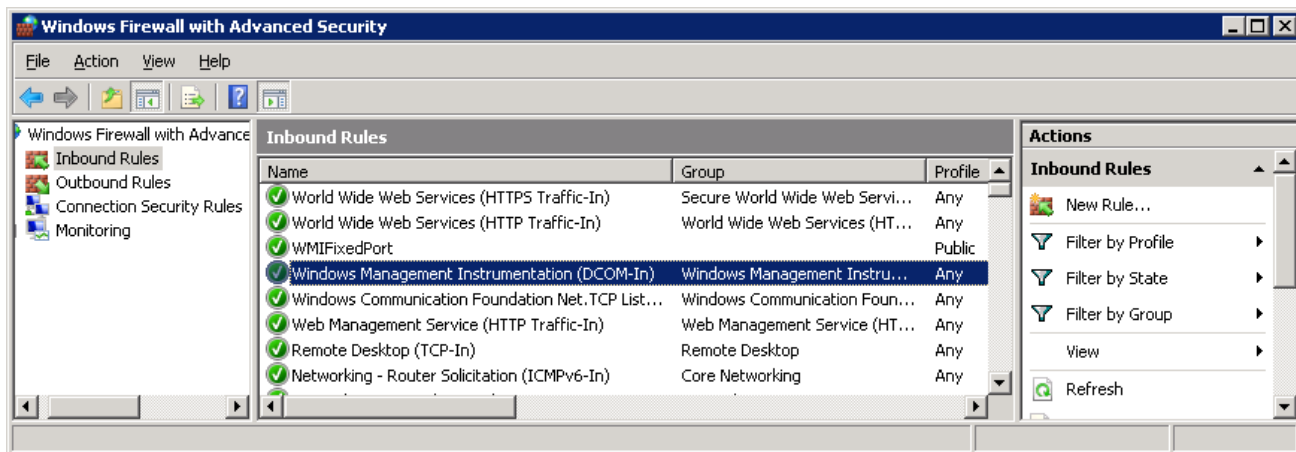 Windows Firewall with Advanced Security
File Action View Help
Windows Firewall with Advance
Inbound Rules
Outbound Rules
Connection Security Rules
Monitoring
Inbound Rules
Name Group Profile
World Wide Web Services (HTTPS Traffic-In) Secure World Wide Web Servi... Any
World Wide Web Services (HTTP Traffic-In) World Wide Web Services (HT... Any
WMIFixedPort Public
Windows Management Instrumentation (DCOM-In) Windows Management Instru... Any
Windows Communication Foundation Net.TCP List... Windows Communication Foun... Any
Web Management Service (HTTP Traffic-In) Web Management Service (HT... Any
Remote Desktop (TCP-In) Remote Desktop Any
Networking - Router Solicitation (ICMPv6-In) Core Networking Any
Actions
Inbound Rules
New Rule...
Filter by Profile
Filter by State
Filter by Group
View
Refresh